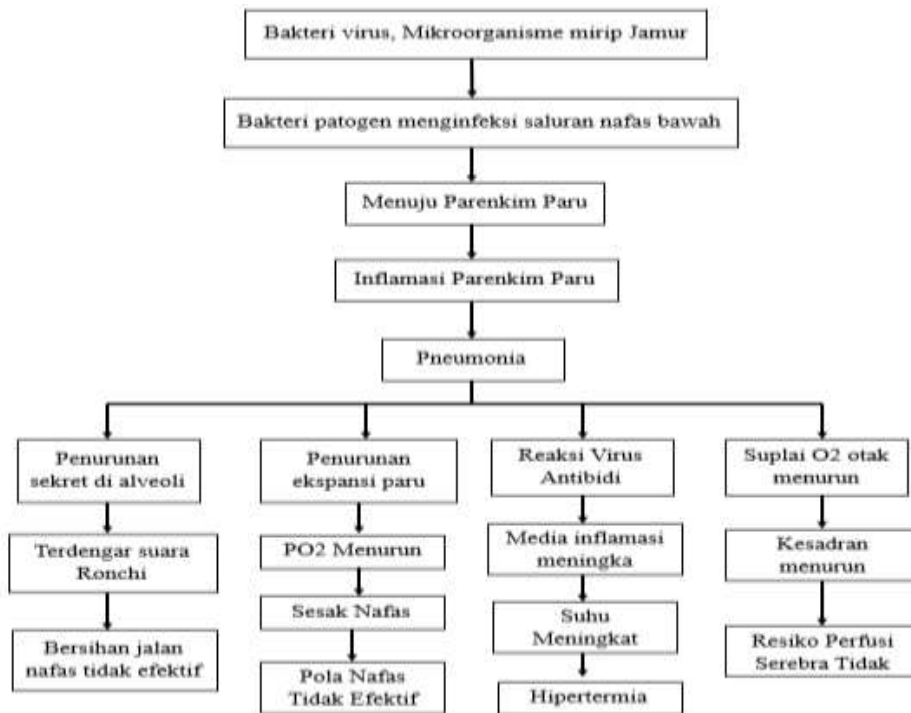 Bakteri virus, Mikroorganisme mirip Jamur
Bakteri patogen menginfeksi saluran nafas bawah
Menuju Parenkim Paru
Inflamasi Parenkim Paru
Pneumonia
Penurunan
sekret di alveoli
Terdengar suara
Ronchi
Bersihan jalan
nafas tidak efektif
Penurunan
ekspansi paru
PO2 Menurun
Sesak Nafas
Pola Nafas
Tidak Efektif
Reaksi Virus
Antibidi
Media inflamasi
meningka
Suhu
Meningkat
Hipertermia
Suplai O2 otak
menurun
Kesadran
menurun
Resiko Perfusi
Serebra Tidak